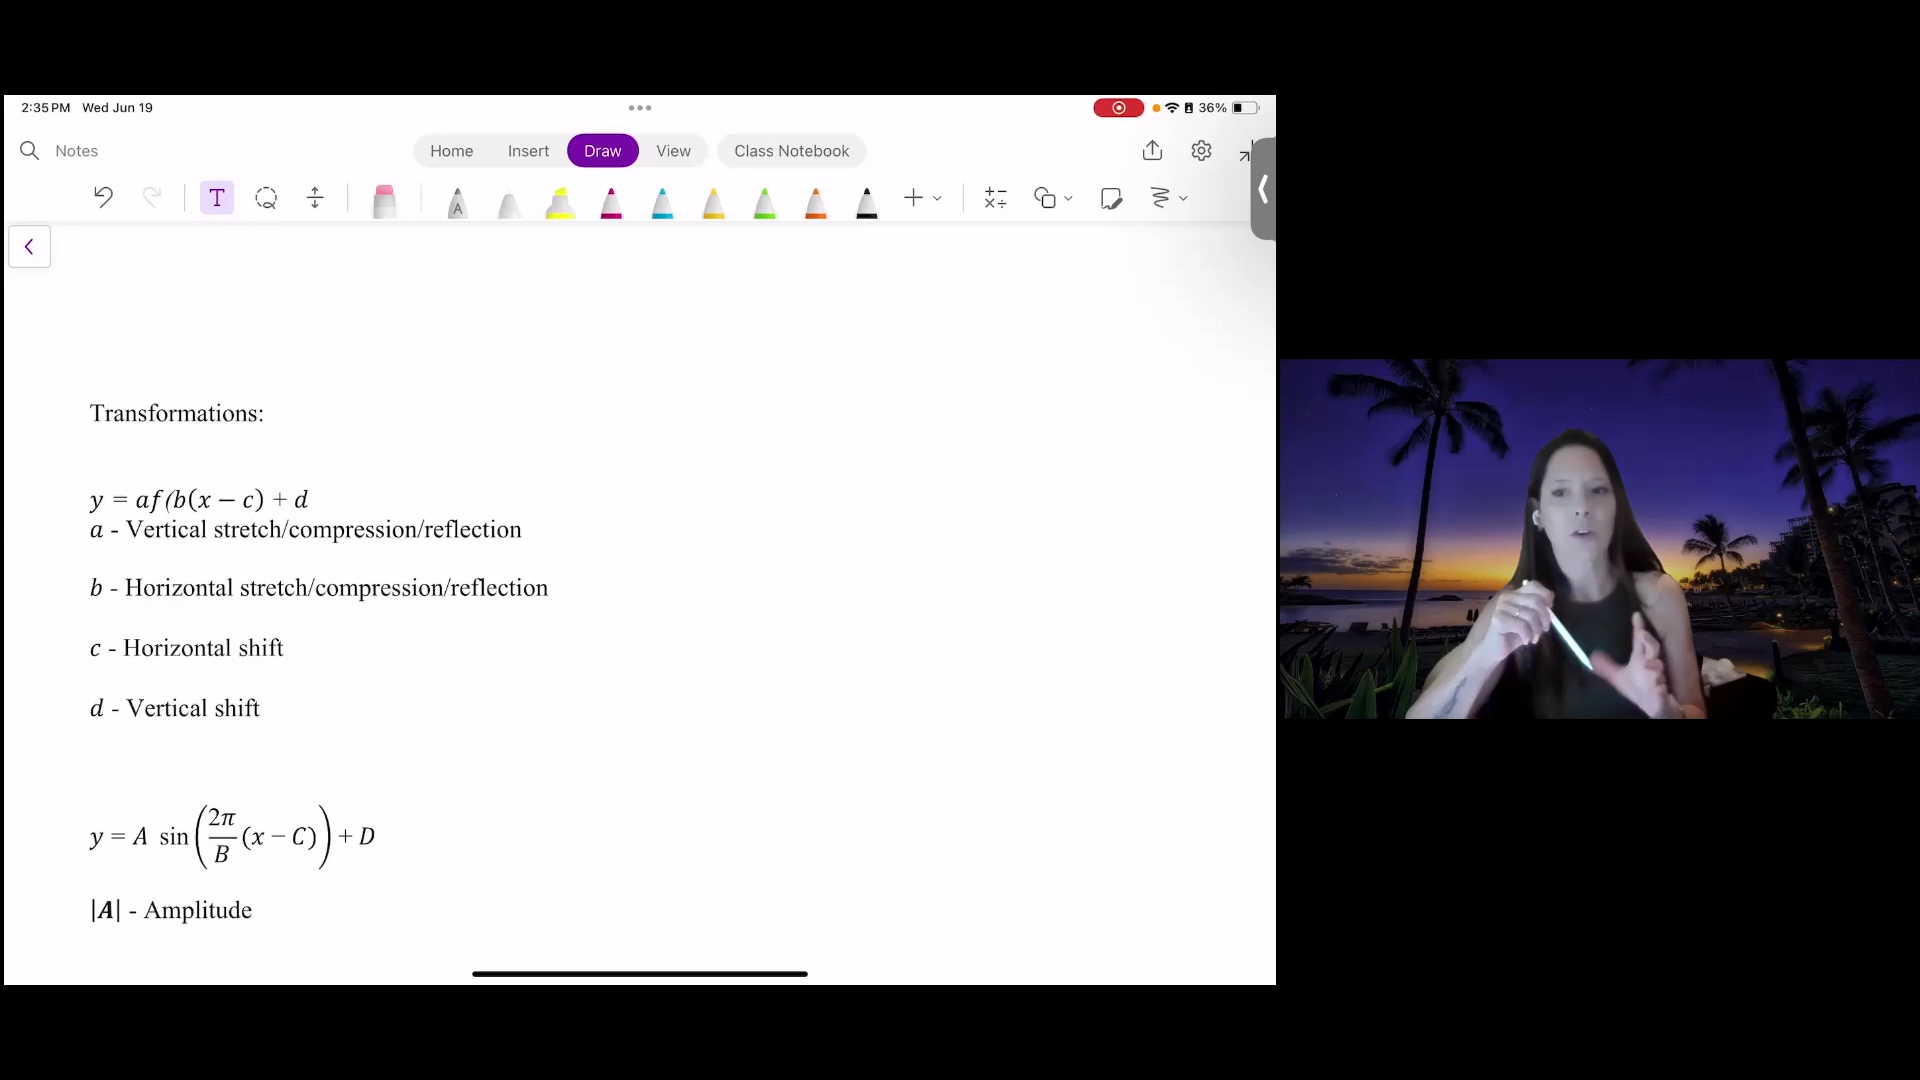 2:35 PM Wed Jun 19
36%
Notes
Home Insert Draw View Class Notebook
T
A
Transformations:
y = af(b(x − c) + d
a - Vertical stretch/compression/reflection
b - Horizontal stretch/compression/reflection
c - Horizontal shift
d - Vertical shift
y = A sin(2π/B (x − C)) + D
|A| - Amplitude